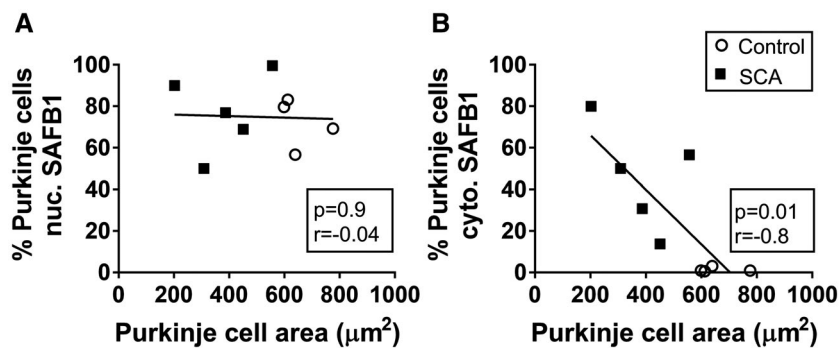 A
% Purkinje cells
nuc. SAFB1
100
80
60
40
20
0
p=0.9
r=-0.04
0 200 400 600 800 1000
Purkinje cell area (μm²)
B
Control
SCA
% Purkinje cells
cyto. SAFB1
100
80
60
40
20
0
p=0.01
r=-0.8
0 200 400 600 800 1000
Purkinje cell area (μm²)